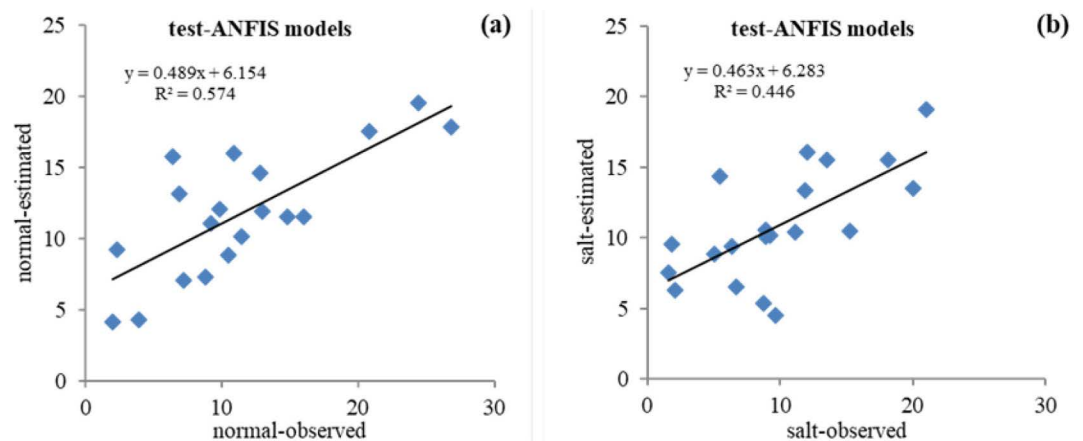 test-ANFIS models
(a)
y = 0.489x + 6.154
R² = 0.574
normal-estimated
25
20
15
10
5
0
0
10
20
30
normal-observed
test-ANFIS models
(b)
y = 0.463x + 6.283
R² = 0.446
salt-estimated
25
20
15
10
5
0
0
10
20
30
salt-observed